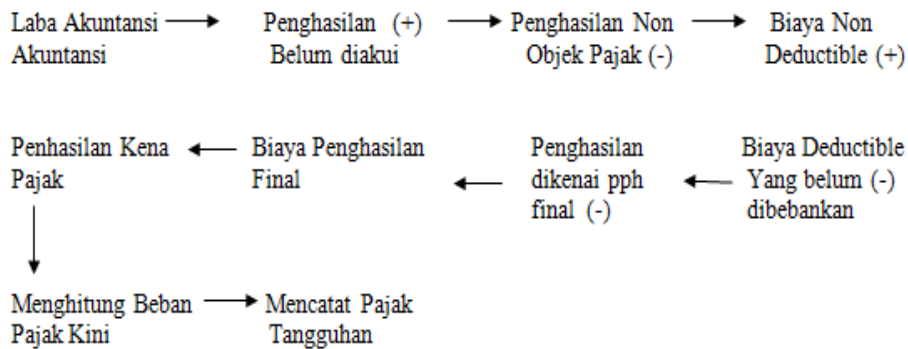 Laba Akuntansi
Akuntansi
Penghasilan (+)
Belum diakui
Penghasilan Non
Objek Pajak (-)
Biaya Non
Deductible (+)
Penhasilan Kena
Pajak
Biaya Penghasilan
Final
Penghasilan
dikenai pph
final (-)
Biaya Deductible
Yang belum (-)
dibebankan
Menghitung Beban
Pajak Kini
Mencatat Pajak
Tangguhan